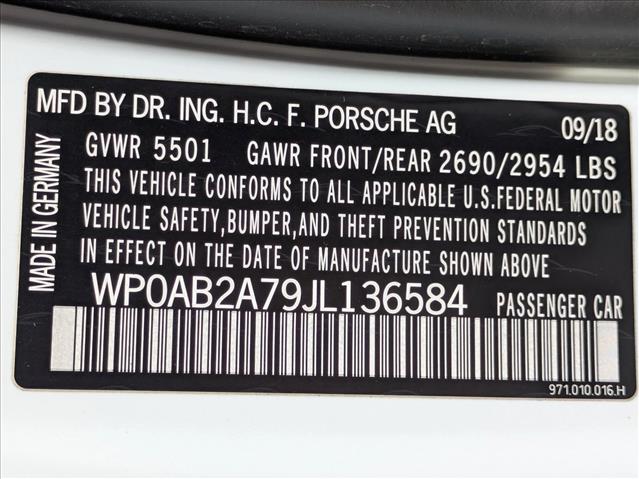 MFD BY DR. ING. H.C. F. PORSCHE AG 09/18
GVWR 5501 GAWR FRONT/REAR 2690/2954 LBS
THIS VEHICLE CONFORMS TO ALL APPLICABLE U.S.FEDERAL MOTOR
VEHICLE SAFETY,BUMPER,AND THEFT PREVENTION STANDARDS
IN EFFECT ON THE DATE OF MANUFACTURE SHOWN ABOVE.
WP0AB2A79JL136584 PASSENGER CAR
971.010.016.H
MADE IN GERMANY